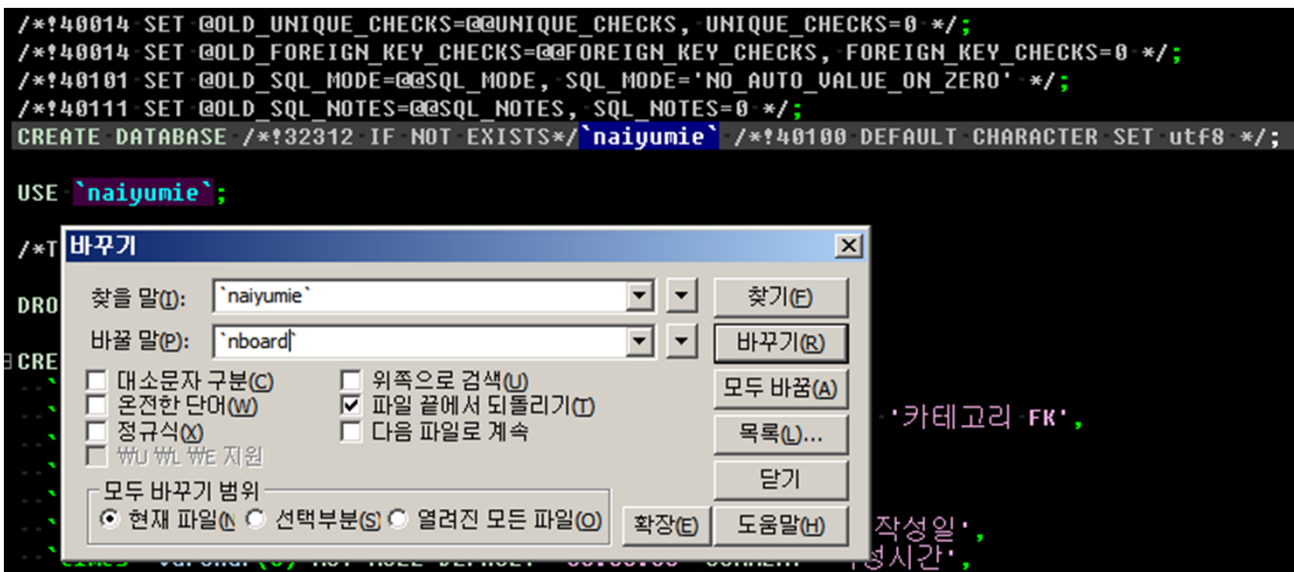 /*!40014 SET @OLD_UNIQUE_CHECKS=@@UNIQUE_CHECKS, UNIQUE_CHECKS=0 */;
/*!40014 SET @OLD_FOREIGN_KEY_CHECKS=@@FOREIGN_KEY_CHECKS, FOREIGN_KEY_CHECKS=0 */;
/*!40101 SET @OLD_SQL_MODE=@@SQL_MODE, SQL_MODE='NO_AUTO_VALUE_ON_ZERO' */;
/*!40111 SET @OLD_SQL_NOTES=@@SQL_NOTES, SQL_NOTES=0 */;
CREATE DATABASE /*!32312 IF NOT EXISTS*/`naiyumie` /*!40100 DEFAULT CHARACTER SET utf8 */;
USE `naiyumie`;
/*T
바꾸기
찾을 말(I): `naiyumie` 찾기(F)
DRO
바꿀 말(P): `nboard` 바꾸기(R)
CRE
대소문자 구분(C) 위쪽으로 검색(U) 모두 바꿈(A)
온전한 단어(W) 파일 끝에서 되돌리기(T)
'카테고리 FK',
정규식(X) 다음 파일로 계속 목록(L)...
₩U ₩L ₩E 지원
닫기
모두 바꾸기 범위
현재 파일(N 선택부분(S) 열려진 모든 파일(O) 확장(E) 도움말(H)
작성일',